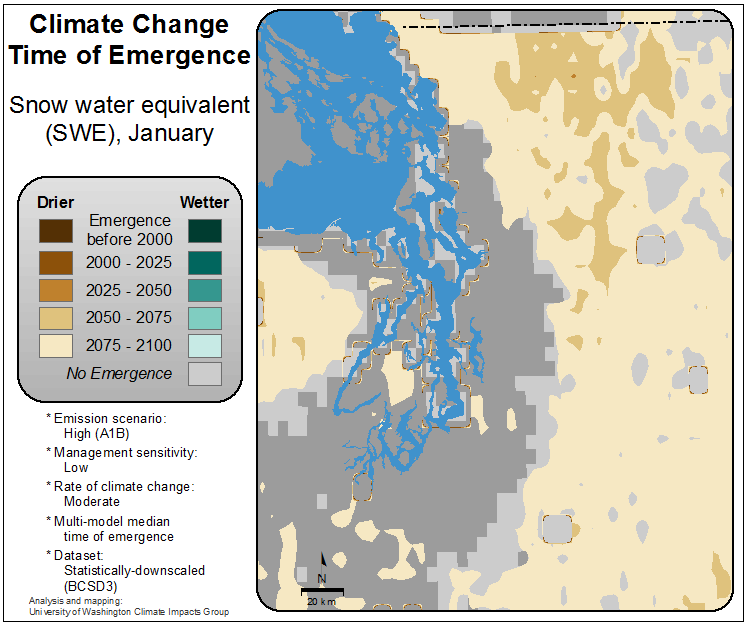 Climate Change
Time of Emergence
Snow water equivalent
(SWE), January
Drier
Wetter
Emergence
before 2000
2000 - 2025
2025 - 2050
2050 - 2075
2075 - 2100
No Emergence
* Emission scenario:
High (A1B)
* Management sensitivity:
Low
* Rate of climate change:
Moderate
* Multi-model median
time of emergence
* Dataset:
Statistically-downscaled
(BCSD3)
Analysis and mapping:
University of Washington Climate Impacts Group
N
20 km